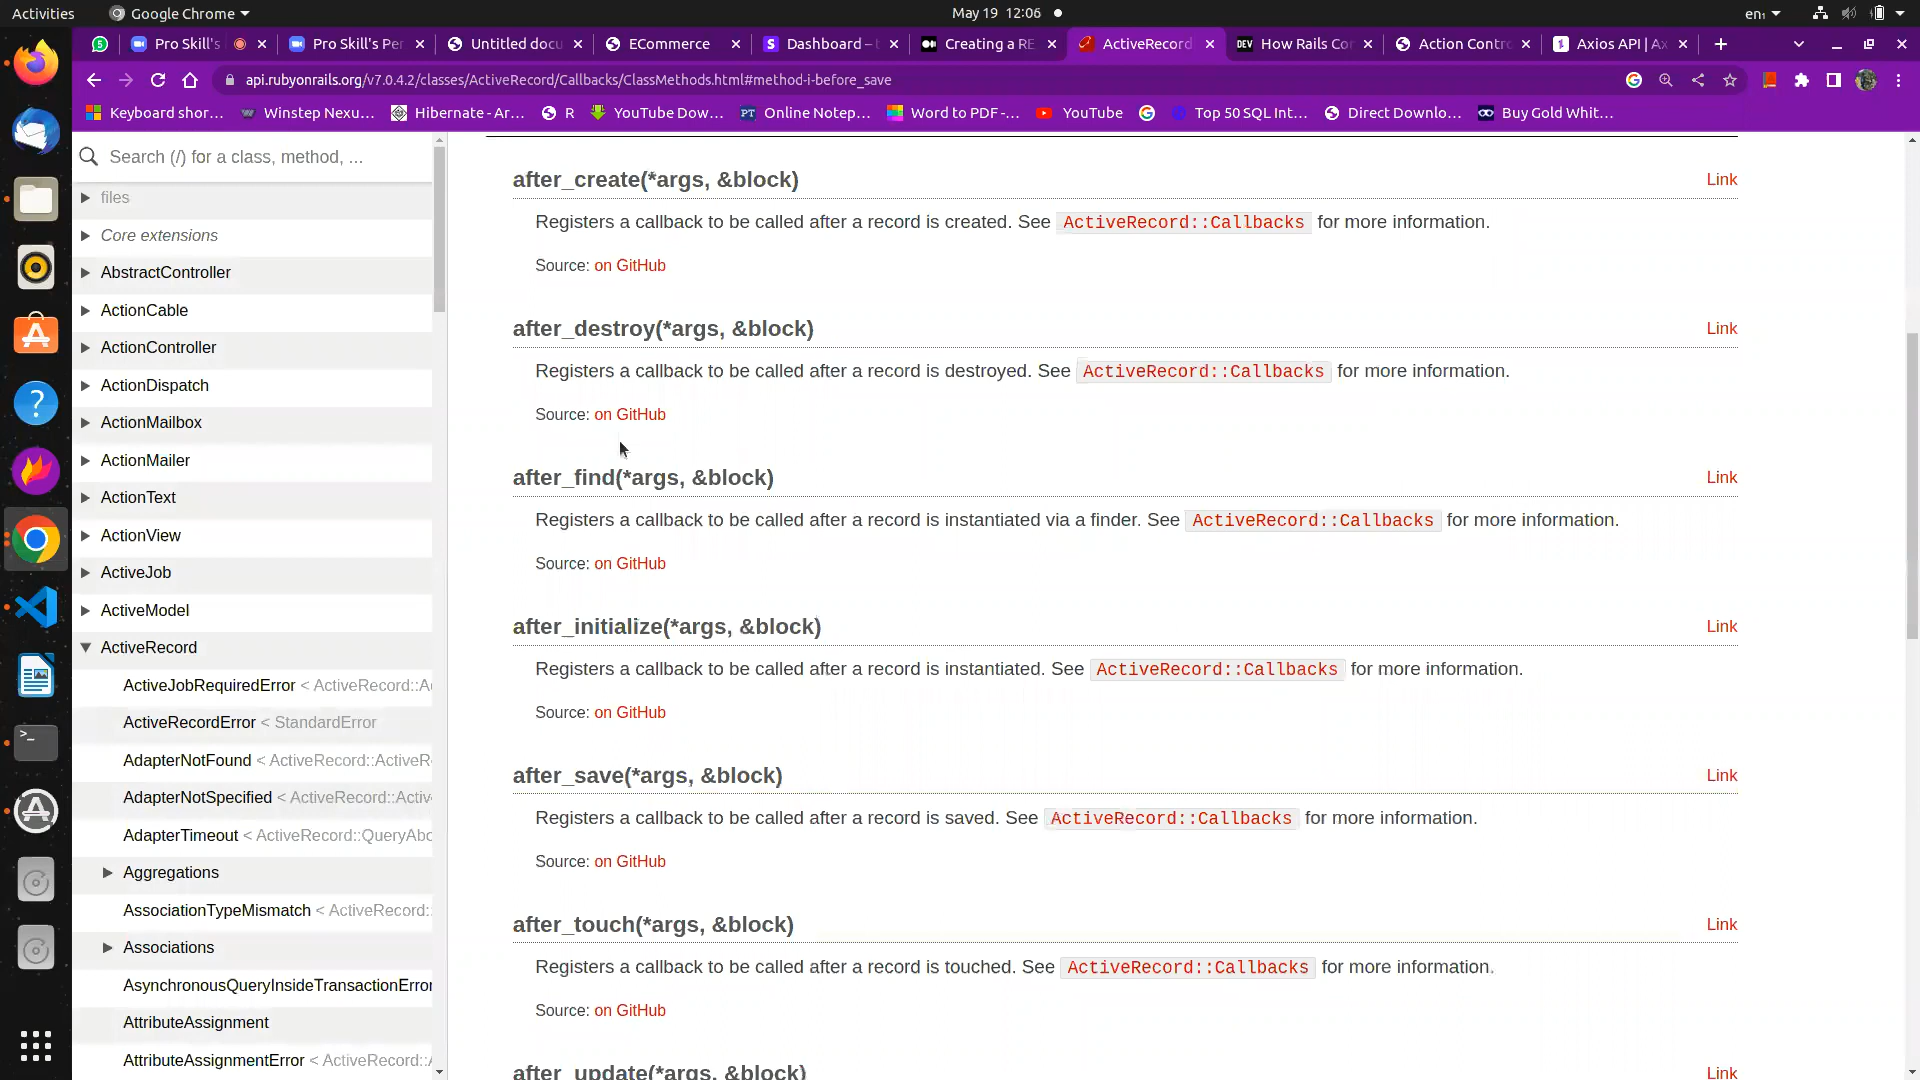 Activities
Google Chrome
May 19 12:06
en₁
Pro Skill's
Pro Skill's Per
Untitled docu
ECommerce
Dashboard – t
Creating a RE
ActiveRecord
How Rails Co
Action Contr
Axios API | Ax
api.rubyonrails.org/v7.0.4.2/classes/ActiveRecord/Callbacks/ClassMethods.html#method-i-before_save
Keyboard shor…
Winstep Nexu…
Hibernate - Ar…
R
YouTube Dow…
Online Notep…
Word to PDF -…
YouTube
Top 50 SQL Int…
Direct Downlo…
Buy Gold Whit…
Search (/) for a class, method, ...
files
Core extensions
AbstractController
ActionCable
ActionController
ActionDispatch
ActionMailbox
ActionMailer
ActionText
ActionView
ActiveJob
ActiveModel
ActiveRecord
ActiveJobRequiredError < ActiveRecord::A
ActiveRecordError < StandardError
AdapterNotFound < ActiveRecord::ActiveR
AdapterNotSpecified < ActiveRecord::Activ
AdapterTimeout < ActiveRecord::QueryAbo
Aggregations
AssociationTypeMismatch < ActiveRecord:
Associations
AsynchronousQueryInsideTransactionError
AttributeAssignment
AttributeAssignmentError < ActiveRecord::A
after_create(*args, &block)
Link
Registers a callback to be called after a record is created. See ActiveRecord::Callbacks for more information.
Source: on GitHub
after_destroy(*args, &block)
Link
Registers a callback to be called after a record is destroyed. See ActiveRecord::Callbacks for more information.
Source: on GitHub
after_find(*args, &block)
Link
Registers a callback to be called after a record is instantiated via a finder. See ActiveRecord::Callbacks for more information.
Source: on GitHub
after_initialize(*args, &block)
Link
Registers a callback to be called after a record is instantiated. See ActiveRecord::Callbacks for more information.
Source: on GitHub
after_save(*args, &block)
Link
Registers a callback to be called after a record is saved. See ActiveRecord::Callbacks for more information.
Source: on GitHub
after_touch(*args, &block)
Link
Registers a callback to be called after a record is touched. See ActiveRecord::Callbacks for more information.
Source: on GitHub
after_update(*args, &block)
Link